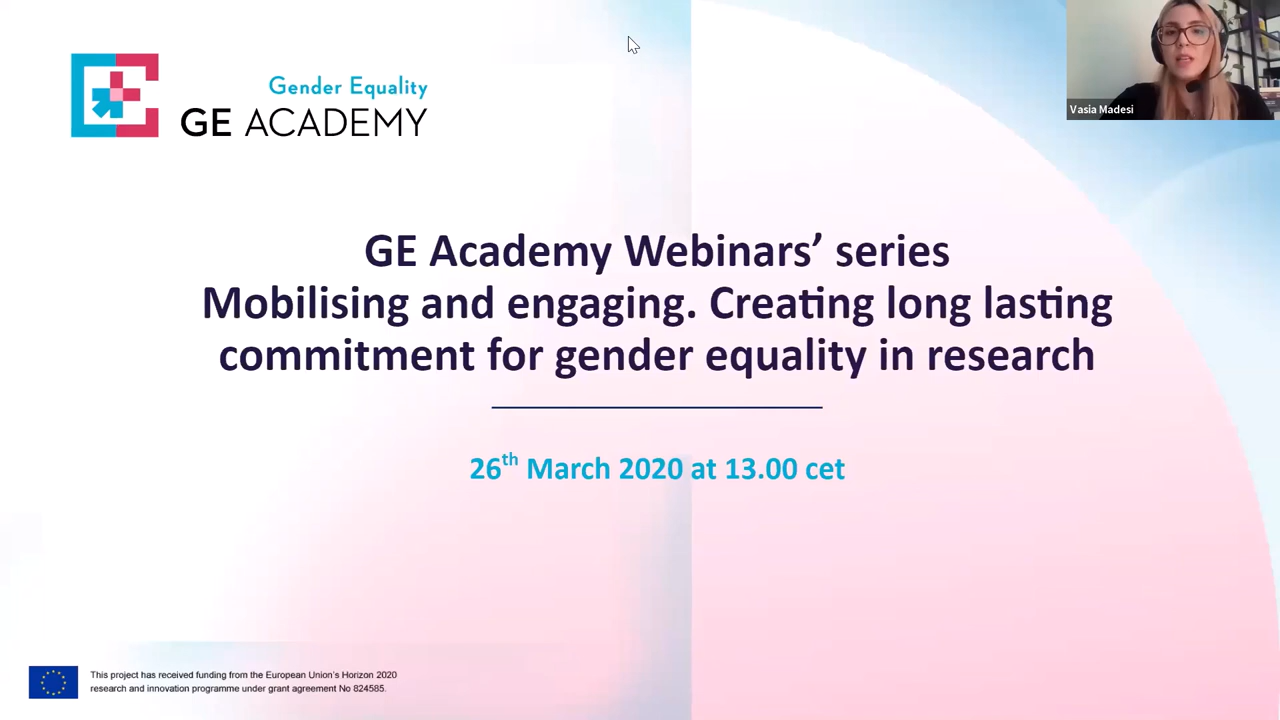 Gender Equality
GE ACADEMY
Vasia Madesi
GE Academy Webinars’ series
Mobilising and engaging. Creating long lasting
commitment for gender equality in research
26th March 2020 at 13.00 cet
This project has received funding from the European Union’s Horizon 2020
research and innovation programme under grant agreement No 824585.